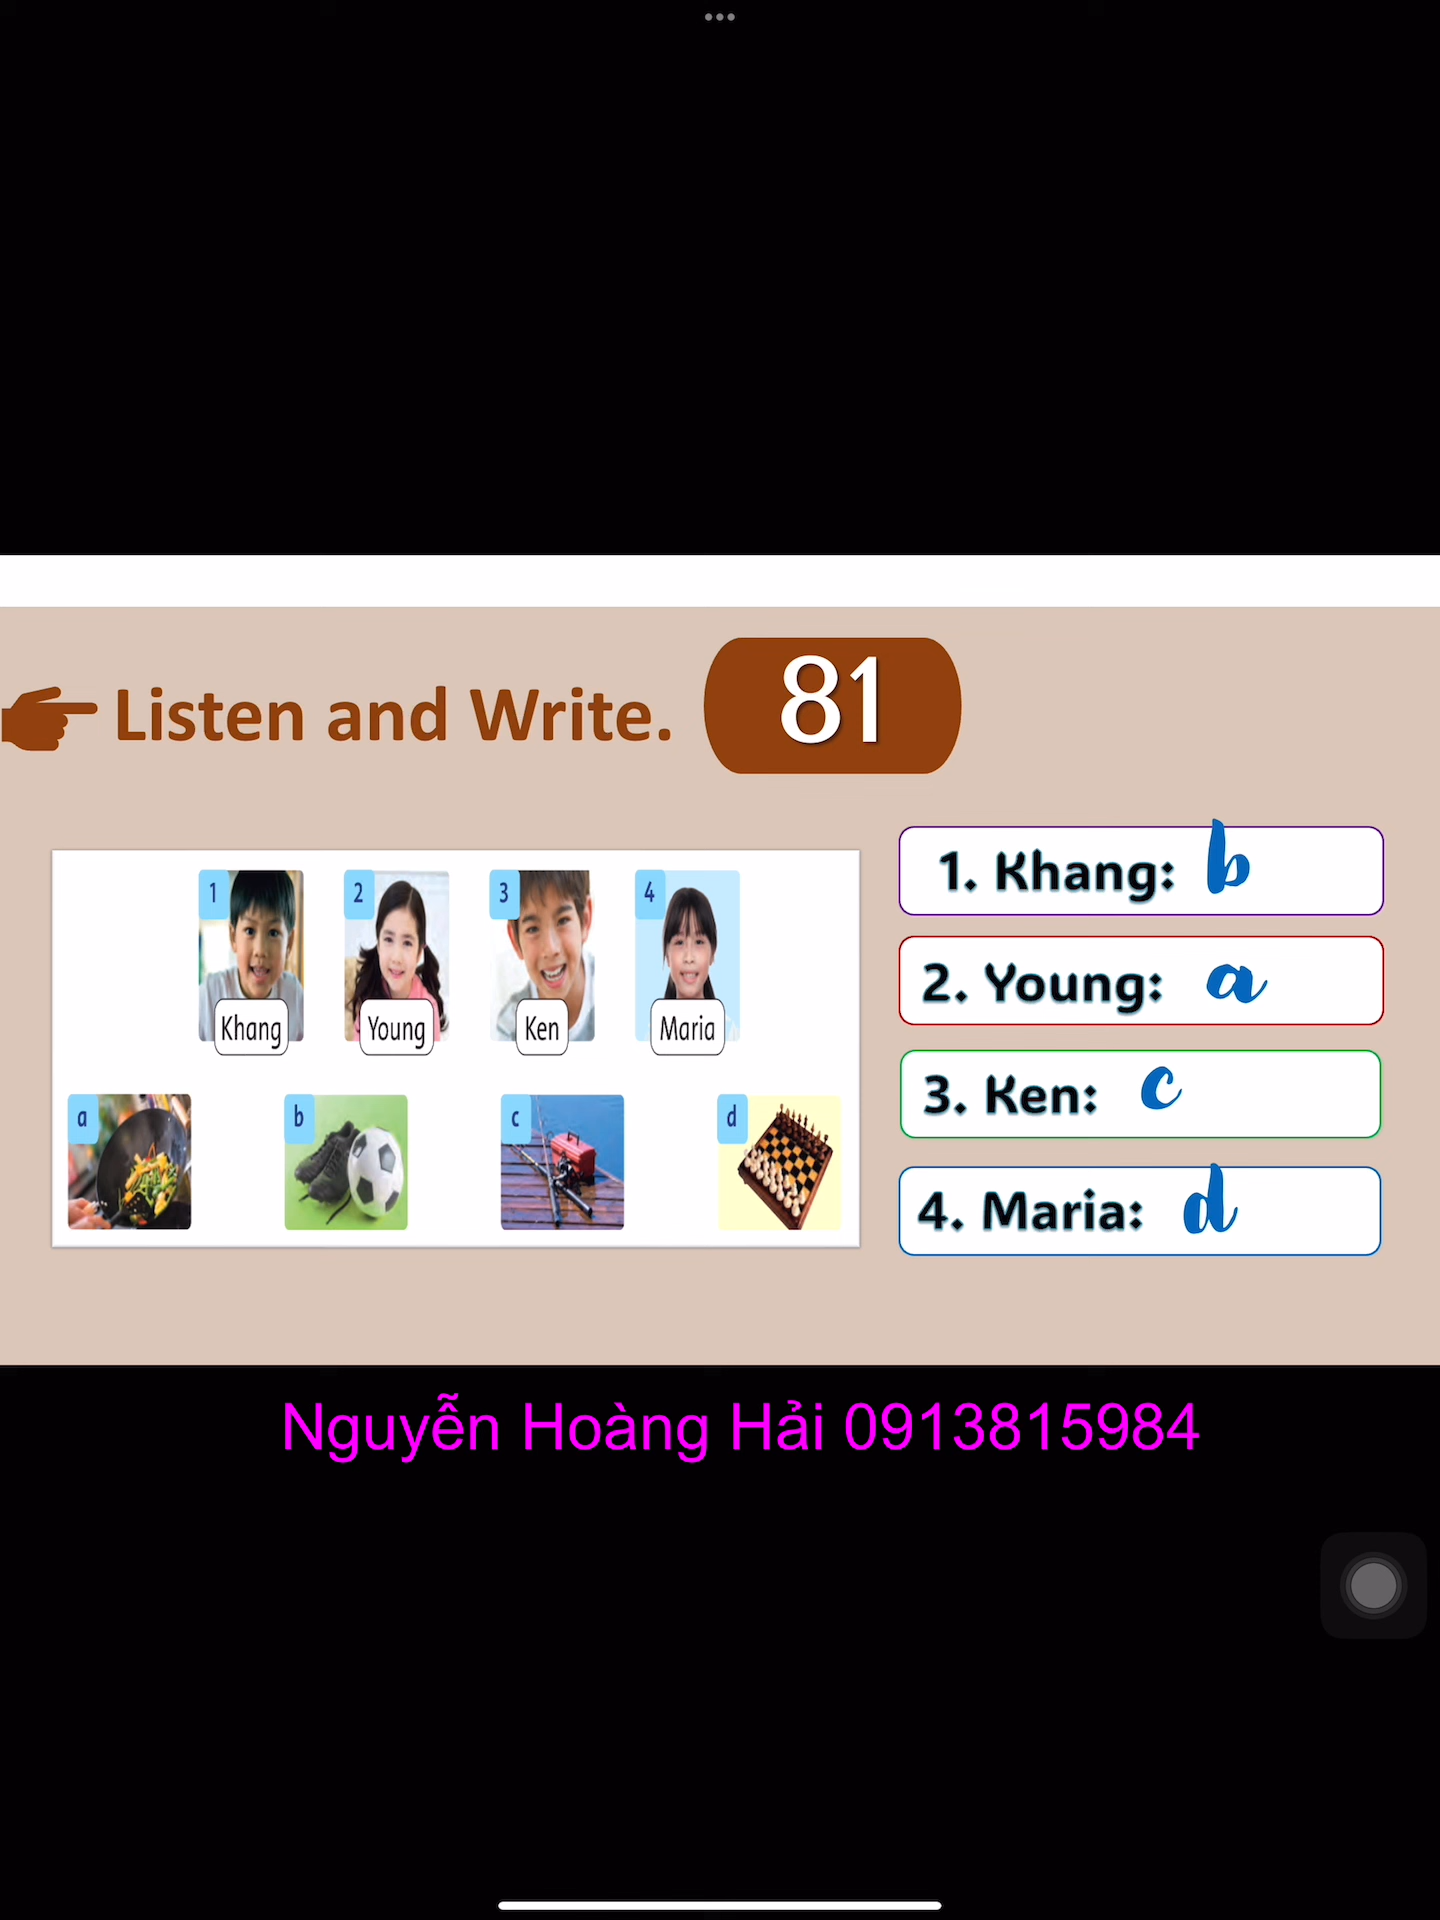 Listen and Write.
81
1
2
3
4
Khang
Young
Ken
Maria
a
b
c
d
1. Khang: b
2. Young: a
3. Ken: c
4. Maria: d
Nguyễn Hoàng Hải 0913815984